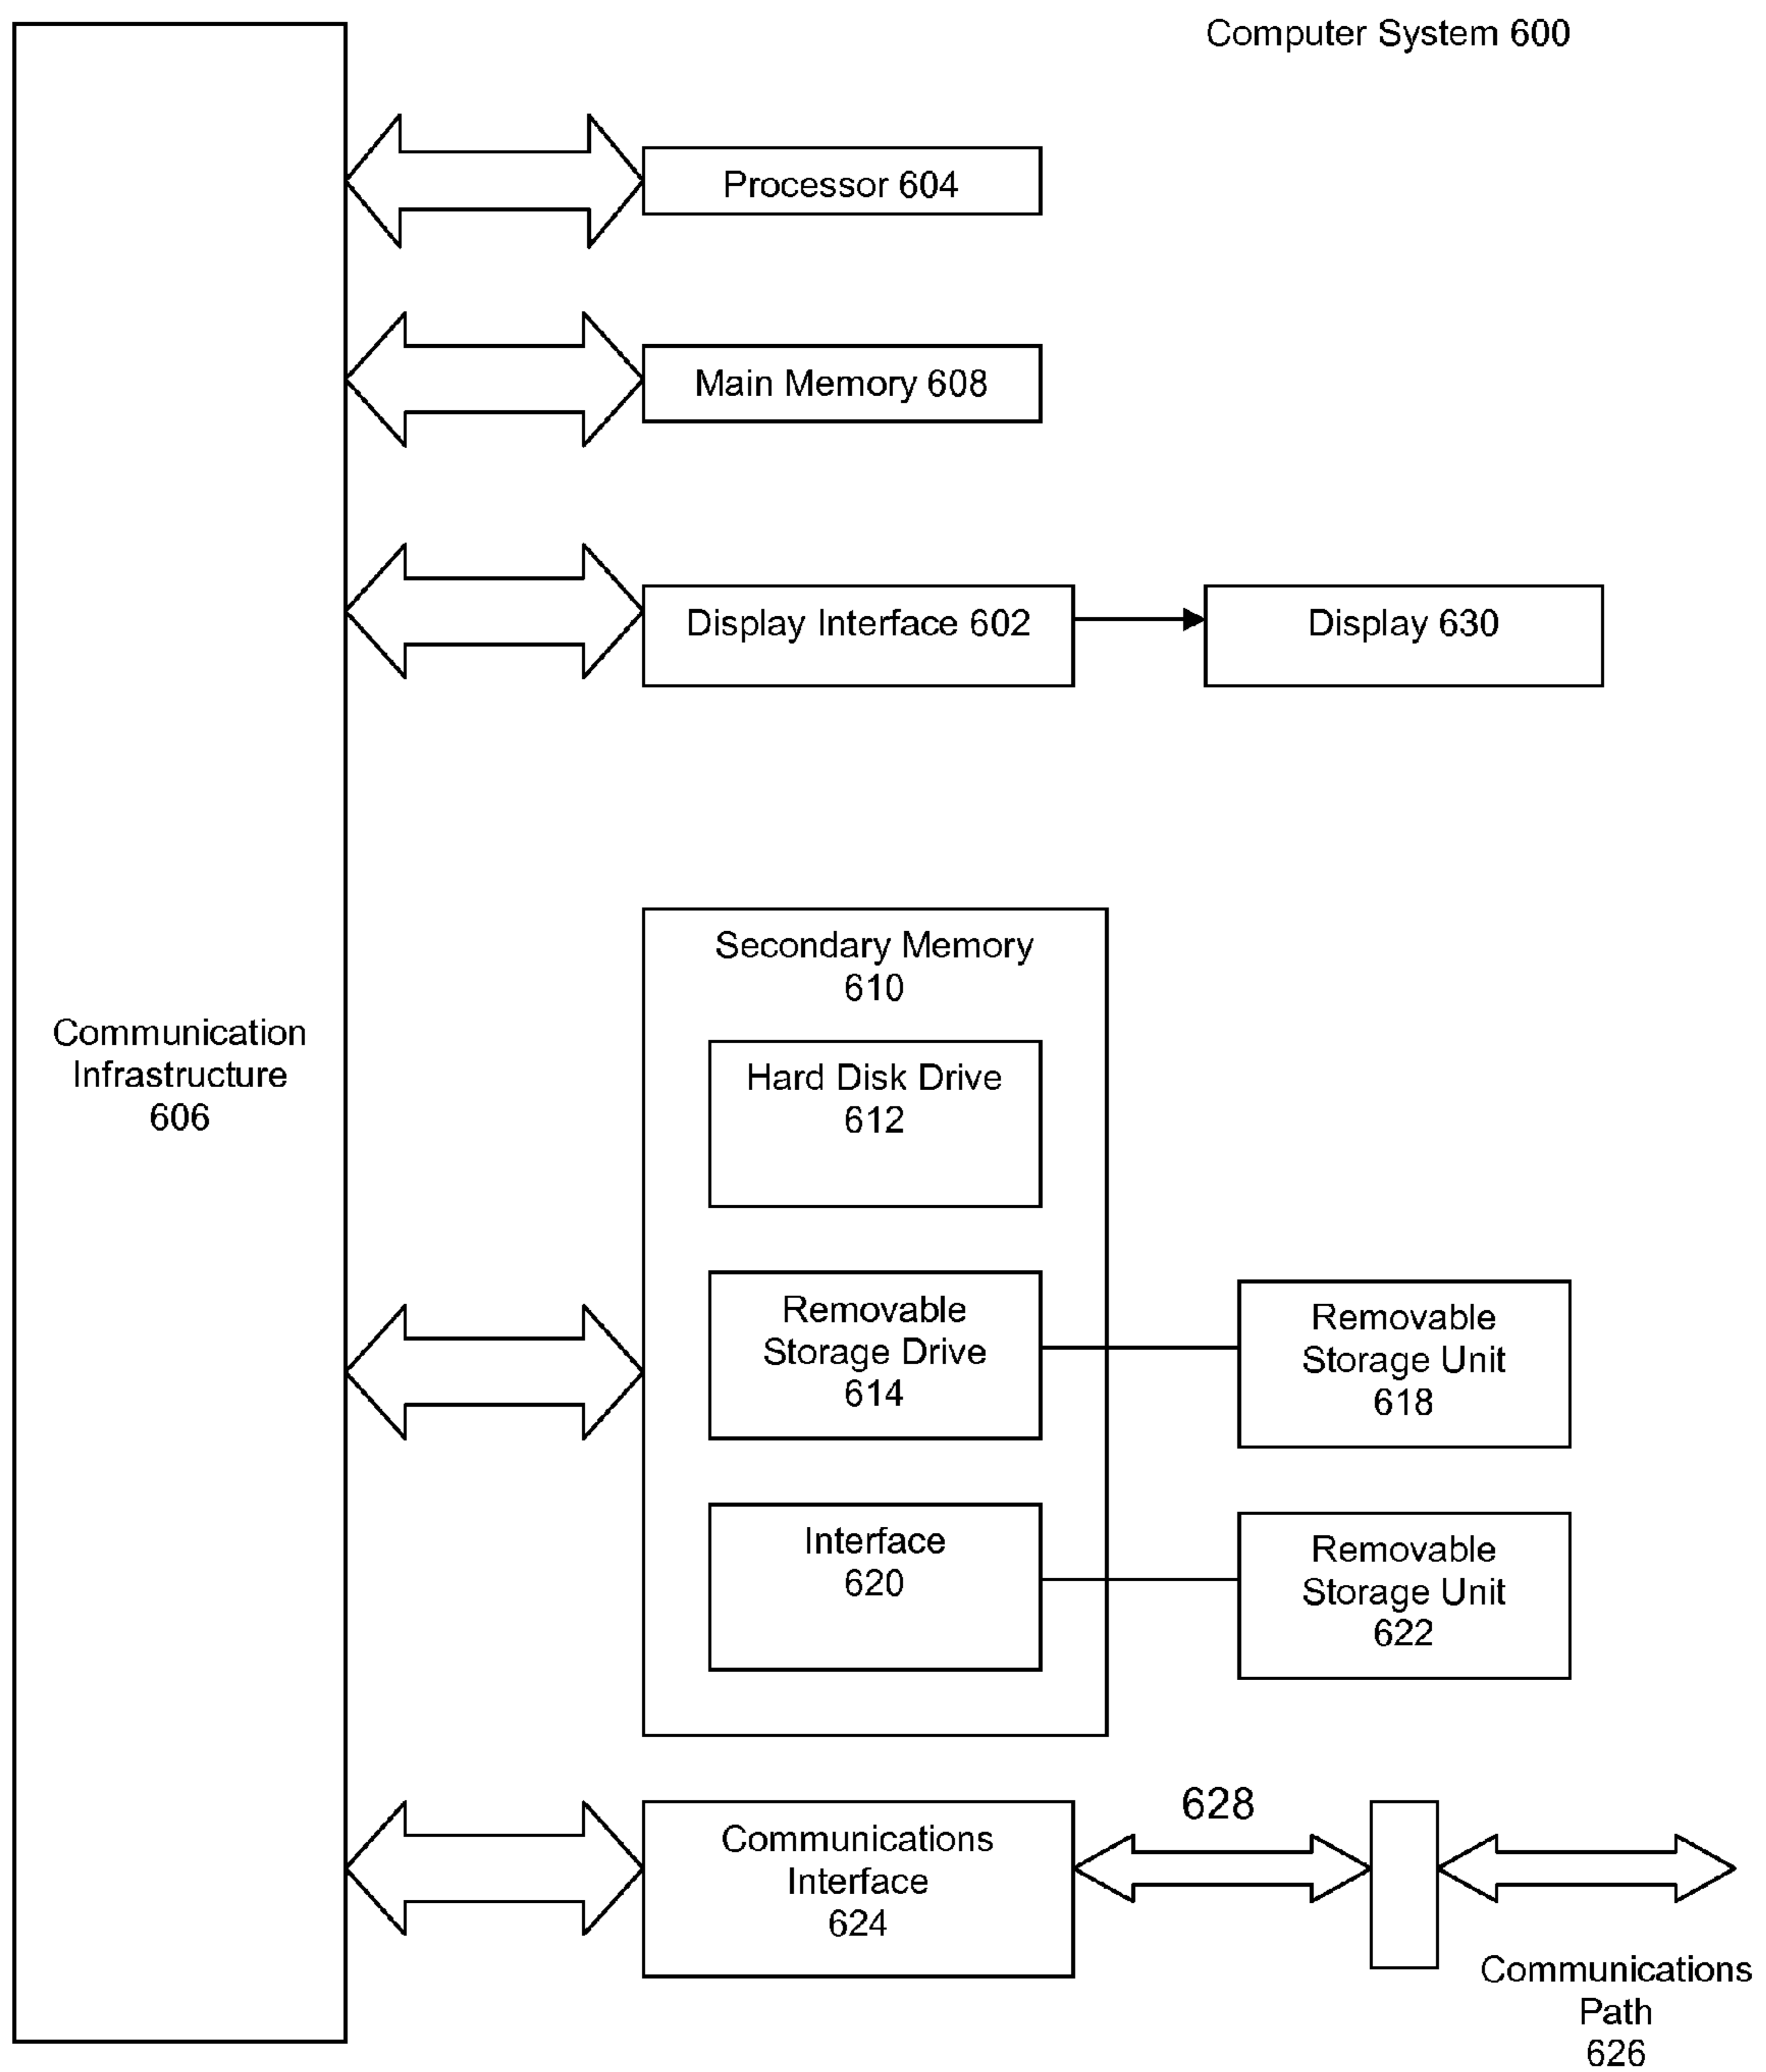 Computer System 600
Processor 604
Main Memory 608
Display Interface 602
Display 630
Communication
Infrastructure
606
Secondary Memory
610
Hard Disk Drive
612
Removable
Storage Drive
614
Removable
Storage Unit
618
Interface
620
Removable
Storage Unit
622
Communications
Interface
624
628
Communications
Path
626